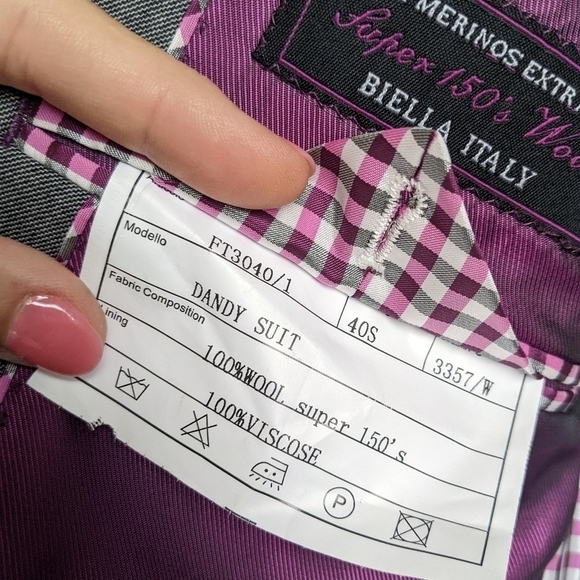 MERINOS EXTRA
Super 150's Wo
BIELLA ITALY
Modello
FT3040/1
40S
3357/W
DANDY SUIT
Fabric Composition
100%WOOL super 150's
Lining
100%VISCOSE
P